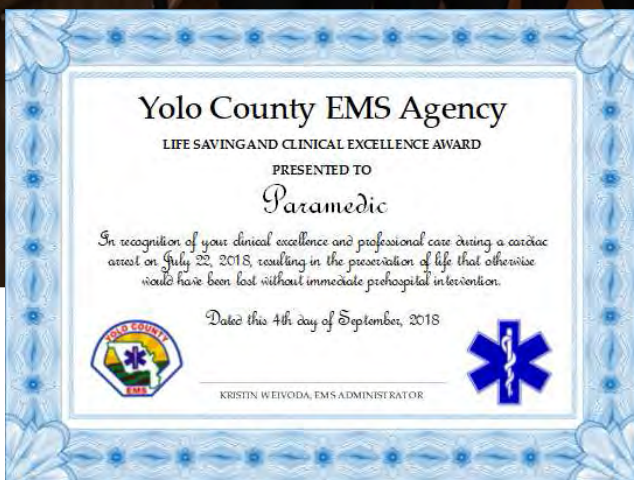 Yolo County EMS Agency
LIFE SAVING AND CLINICAL EXCELLENCE AWARD
PRESENTED TO
Paramedic
In recognition of your clinical excellence and professional care during a cardiac
arrest on July 22, 2018, resulting in the preservation of life that otherwise
would have been lost without immediate prehospital intervention.
Dated this 4th day of September, 2018
YOLO COUNTY
EMS
KRISTIN WEIVODA, EMS ADMINISTRATOR